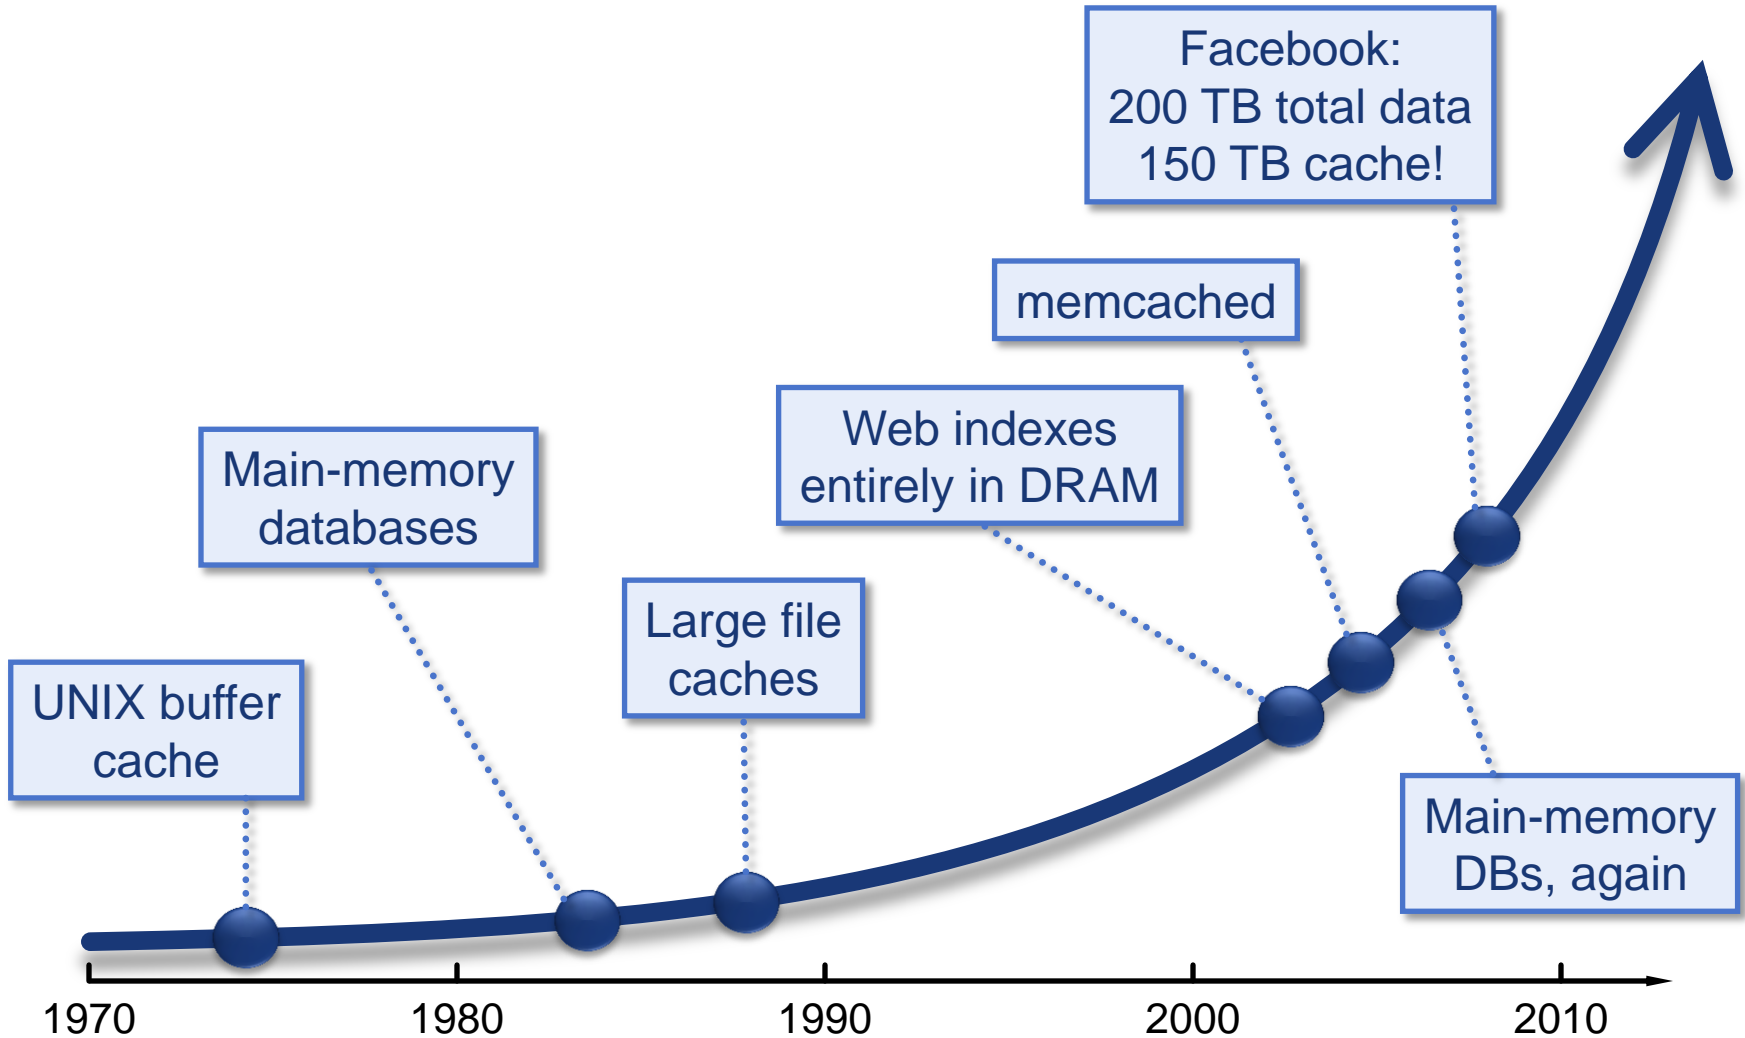 Facebook:
200 TB total data
150 TB cache!
memcached
Web indexes
entirely in DRAM
Main-memory
databases
Large file
caches
UNIX buffer
cache
Main-memory
DBs, again
1970
1980
1990
2000
2010